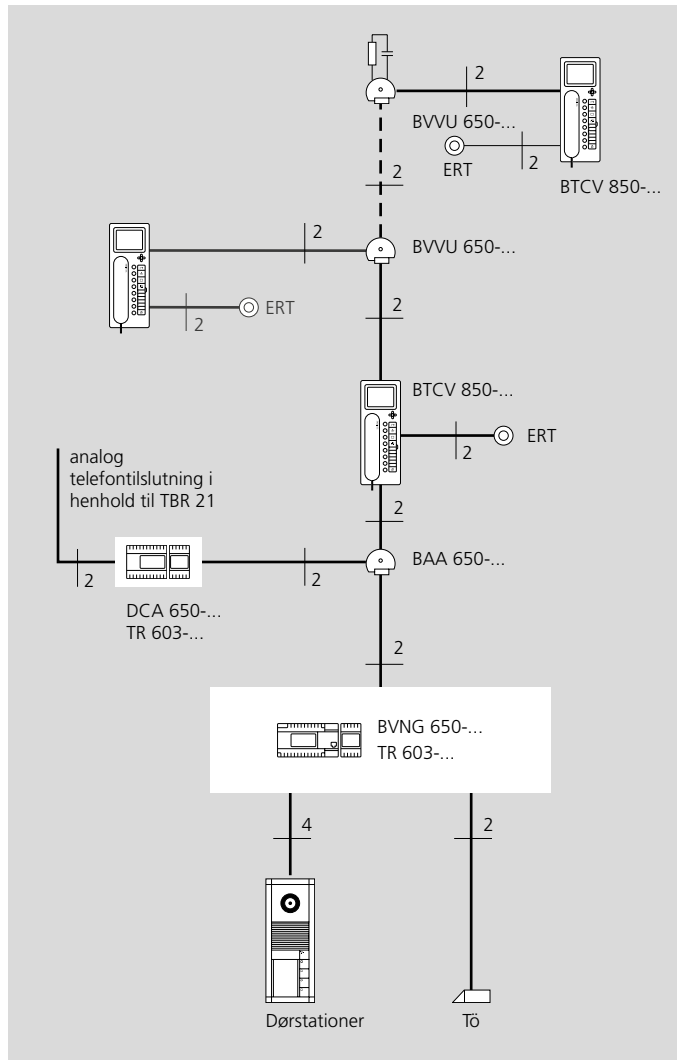 2
BVVU 650-...
ERT
2
BTCV 850-...
2
2
BVVU 650-...
ERT
2
2
BTCV 850-...
ERT
2
analog
telefontilslutning i
henhold til TBR 21
2
2
2
BAA 650-...
DCA 650-...
TR 603-...
2
BVNG 650-...
TR 603-...
4
2
Dørstationer
Tö